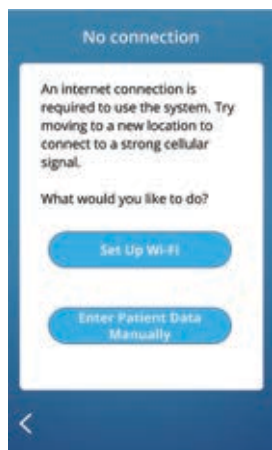 No connection
An internet connection is
required to use the system. Try
moving to a new location to
connect to a strong cellular
signal.
What would you like to do?
Set Up Wi-Fi
Enter Patient Data
Manually